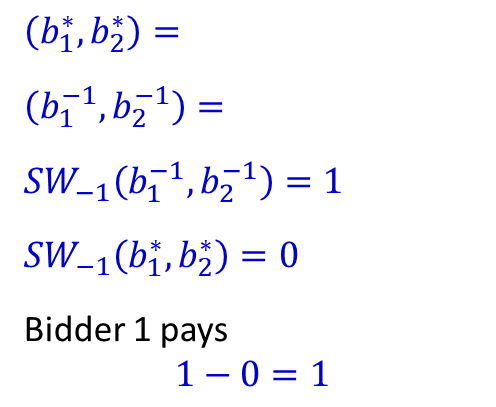 (b₁*, b₂*) =
(b₁⁻¹, b₂⁻¹) =
SW₋₁(b₁⁻¹, b₂⁻¹) = 1
SW₋₁(b₁*, b₂*) = 0
Bidder 1 pays
1 − 0 = 1